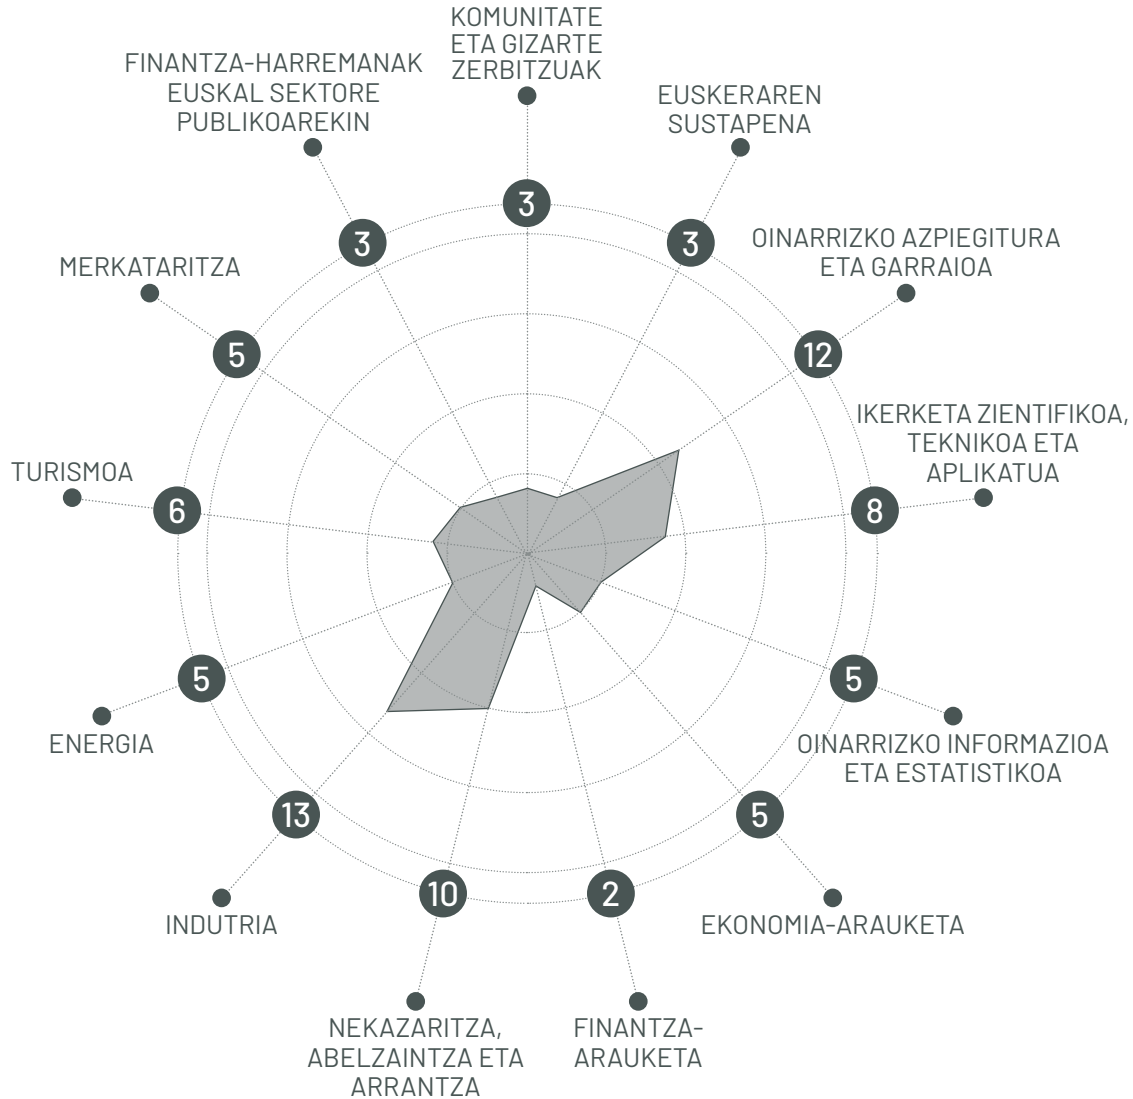 KOMUNITATE
ETA GIZARTE
ZERBITZUAK
3
EUSKERAREN
SUSTAPENA
3
OINARRIZKO AZPIEGITURA
ETA GARRAIOA
12
IKERKETA ZIENTIFIKOA,
TEKNIKOA ETA
APLIKATUA
8
5
OINARRIZKO INFORMAZIOA
ETA ESTATISTIKOA
5
EKONOMIA-ARAUKETA
2
FINANTZA-
ARAUKETA
10
NEKAZARITZA,
ABELZAINTZA ETA
ARRANTZA
13
INDUTRIA
5
ENERGIA
TURISMOA
6
MERKATARITZA
5
FINANTZA-HARREMANAK
EUSKAL SEKTORE
PUBLIKOAREKIN
3